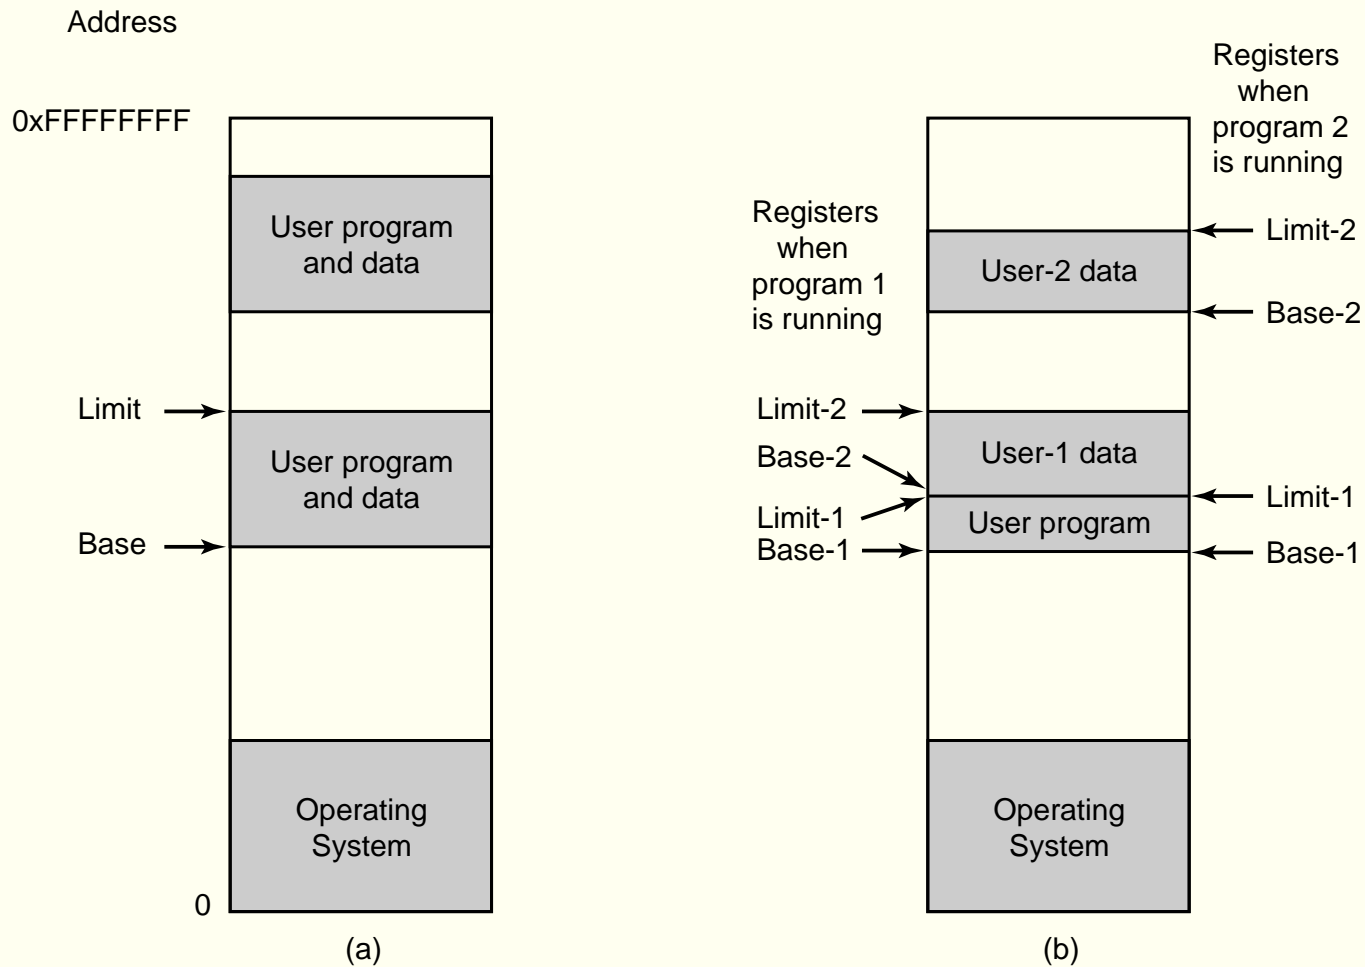 Address
0xFFFFFFFF
User program
and data
Limit
User program
and data
Base
Operating
System
0
(a)
Registers
when
program 1
is running
Limit-2
Base-2
Limit-1
Base-1
User-2 data
User-1 data
User program
Operating
System
(b)
Registers
when
program 2
is running
Limit-2
Base-2
Limit-1
Base-1